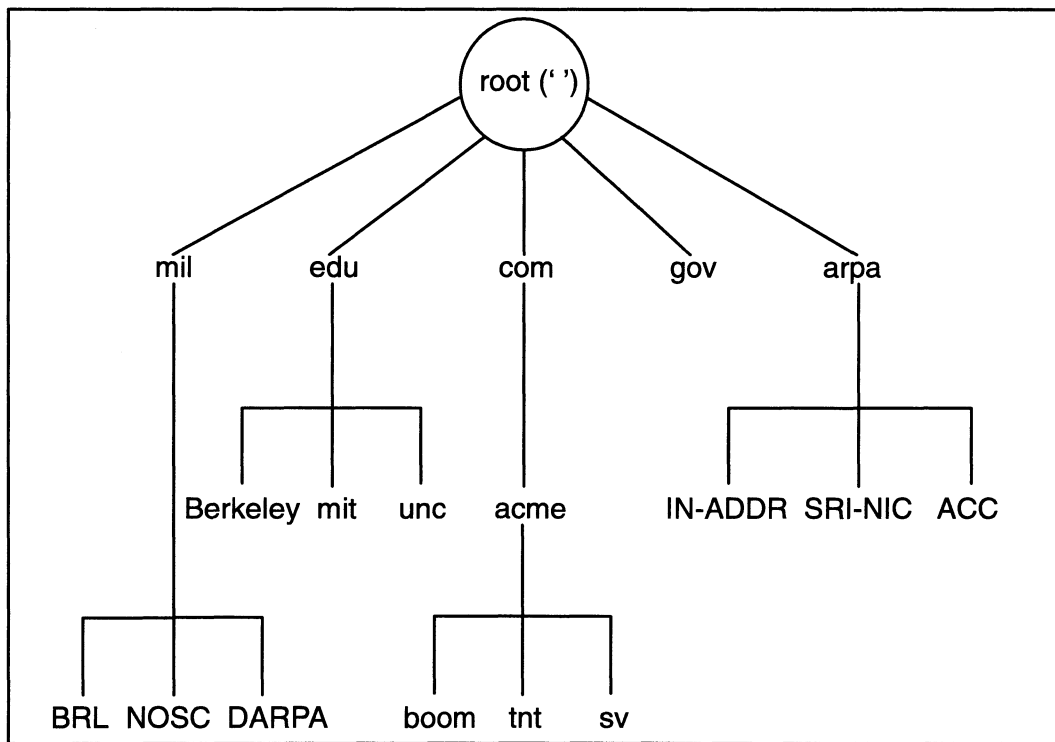 root (‘ ’)
mil edu com gov arpa
Berkeley mit unc acme IN-ADDR SRI-NIC ACC
BRL NOSC DARPA boom tnt sv